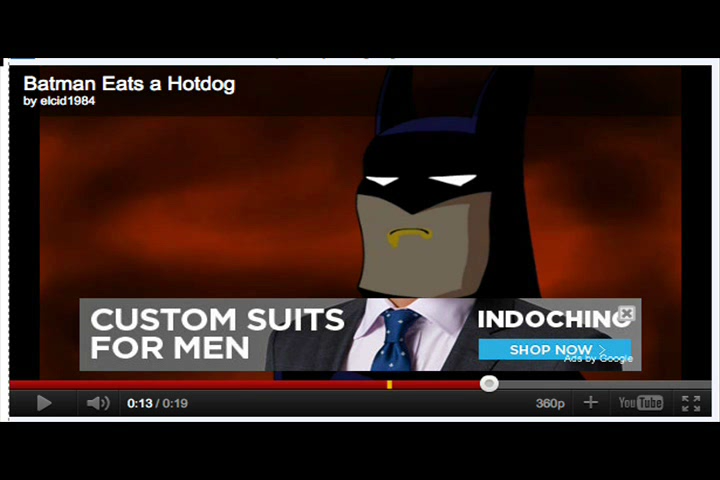 Batman Eats a Hotdog
by elcid1984
CUSTOM SUITS
FOR MEN
INDOCHINO
SHOP NOW >
Ads by Google
0:13 / 0:19
360p
YouTube